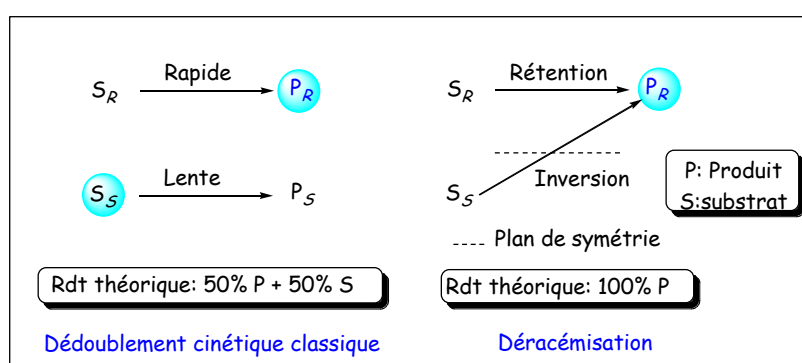 S_R Rapide P_R
S_S Lente P_S
Rdt théorique: 50% P + 50% S
Dédoublement cinétique classique
S_R Rétention P_R
S_S Inversion
P: Produit
S:substrat
---- Plan de symétrie
Rdt théorique: 100% P
Déracémisation